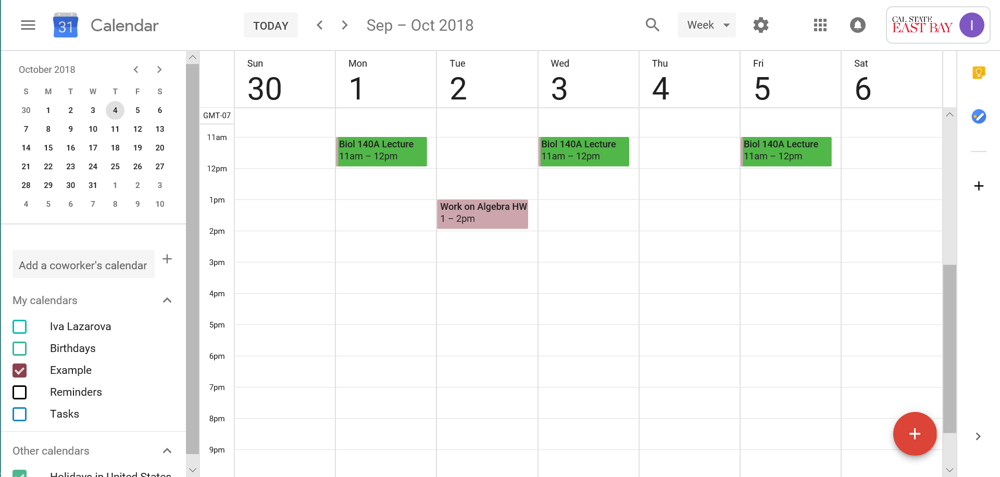 31 Calendar
TODAY
Sep – Oct 2018
Week
CAL STATE
EAST BAY
I
October 2018
S M T W T F S
30 1 2 3 4 5 6
7 8 9 10 11 12 13
14 15 16 17 18 19 20
21 22 23 24 25 26 27
28 29 30 31 1 2 3
4 5 6 7 8 9 10
Add a coworker's calendar
My calendars
Iva Lazarova
Birthdays
Example
Reminders
Tasks
Other calendars
Holidays in United States
Sun Mon Tue Wed Thu Fri Sat
30 1 2 3 4 5 6
GMT-07
11am
Biol 140A Lecture
11am – 12pm
Biol 140A Lecture
11am – 12pm
Biol 140A Lecture
11am – 12pm
12pm
1pm
Work on Algebra HW
1 – 2pm
2pm
3pm
4pm
5pm
6pm
7pm
8pm
9pm